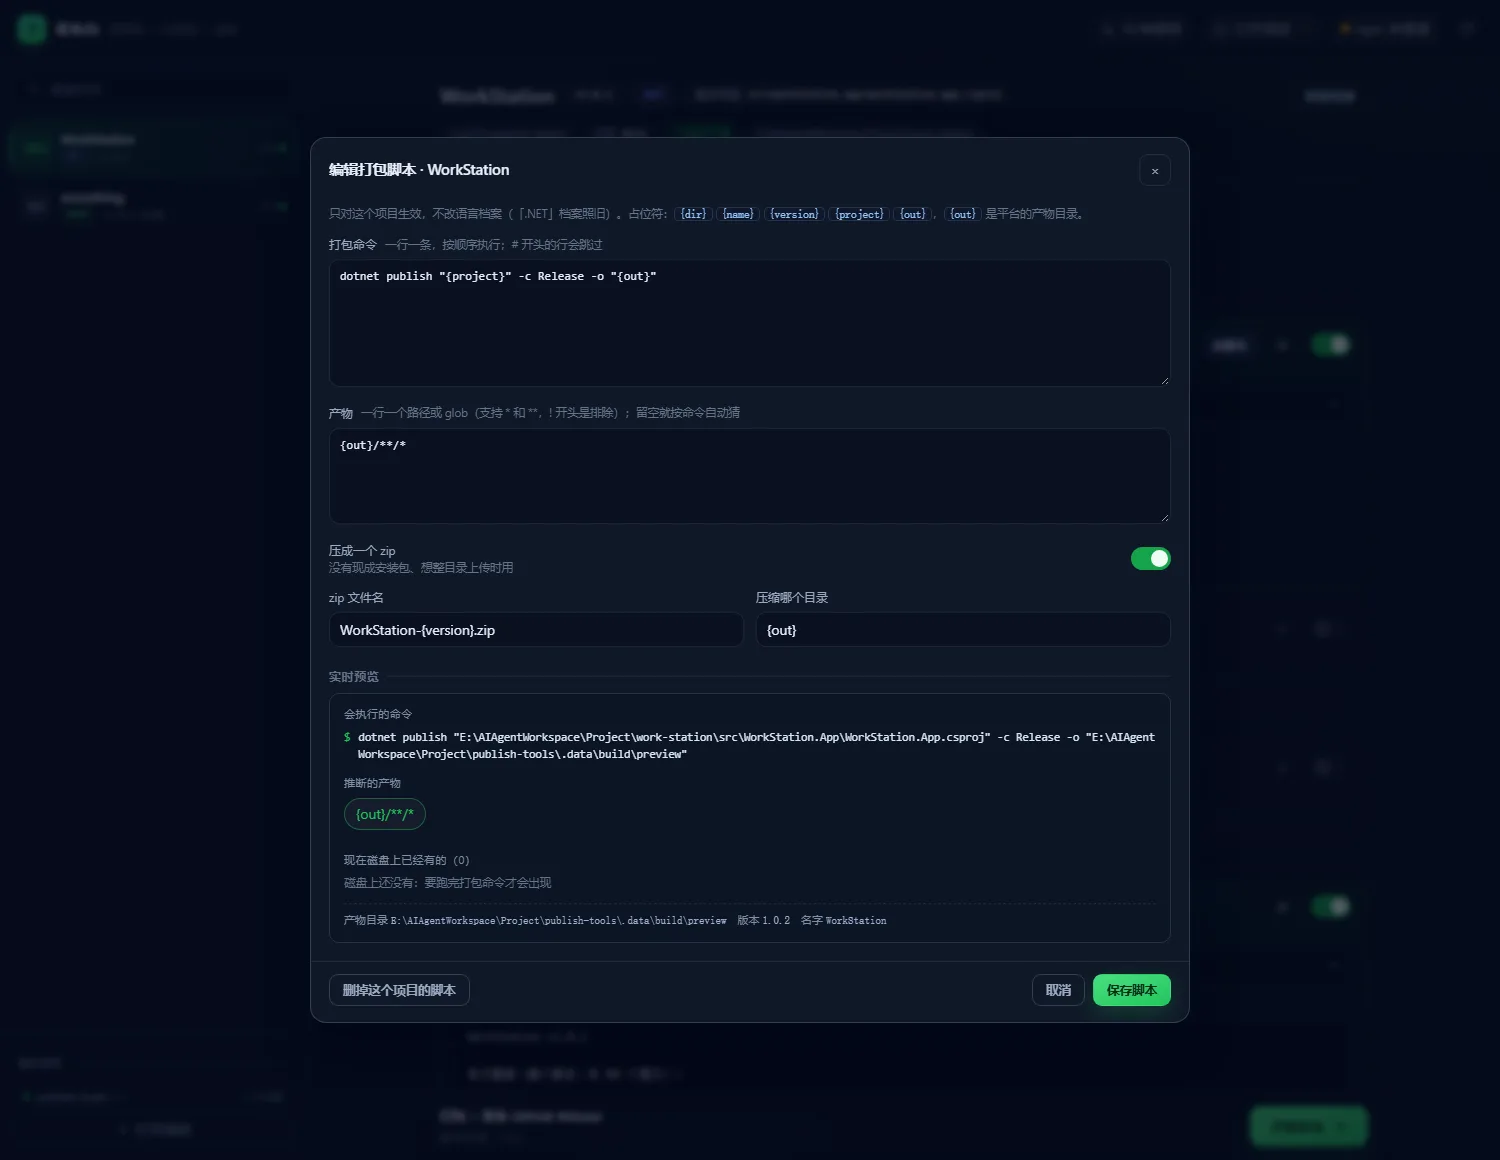 WorkStation
编辑打包脚本 · WorkStation
×
只对这个项目生效，不改语言档案（「.NET」档案照旧）。占位符： {dir} {name} {version} {project} {out}，{out} 是平台的产物目录。
打包命令 一行一条，按顺序执行；# 开头的行会跳过
dotnet publish "{project}" -c Release -o "{out}"
产物 一行一个路径或 glob（支持 * 和 **，! 开头是排除）；留空就按命令自动猜
{out}/**/*
压成一个 zip
没有现成安装包、想整目录上传时用
zip 文件名
压缩哪个目录
WorkStation-{version}.zip
{out}
实时预览
会执行的命令
$ dotnet publish "E:\AIAgentWorkspace\Project\work-station\src\WorkStation.App\WorkStation.App.csproj" -c Release -o "E:\AIAgent
Workspace\Project\publish-tools\.data\build\preview"
推断的产物
{out}/**/*
现在磁盘上已经有的（0）
磁盘上还没有：要跑完打包命令才会出现
产物目录 E:\AIAgentWorkspace\Project\publish-tools\.data\build\preview 版本 1.0.2 名字 WorkStation
删掉这个项目的脚本
取消
保存脚本